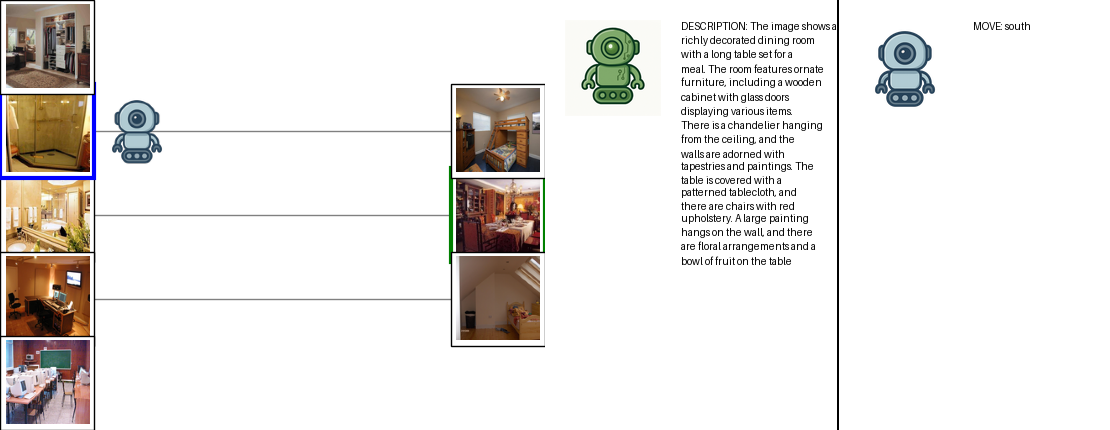 DESCRIPTION: The image shows a
richly decorated dining room
with a long table set for a
meal. The room features ornate
furniture, including a wooden
cabinet with glass doors
displaying various items.
There is a chandelier hanging
from the ceiling, and the
walls are adorned with
tapestries and paintings. The
table is covered with a
patterned tablecloth, and
there are chairs with red
upholstery. A large painting
hangs on the wall, and there
are floral arrangements and a
bowl of fruit on the table
MOVE: south